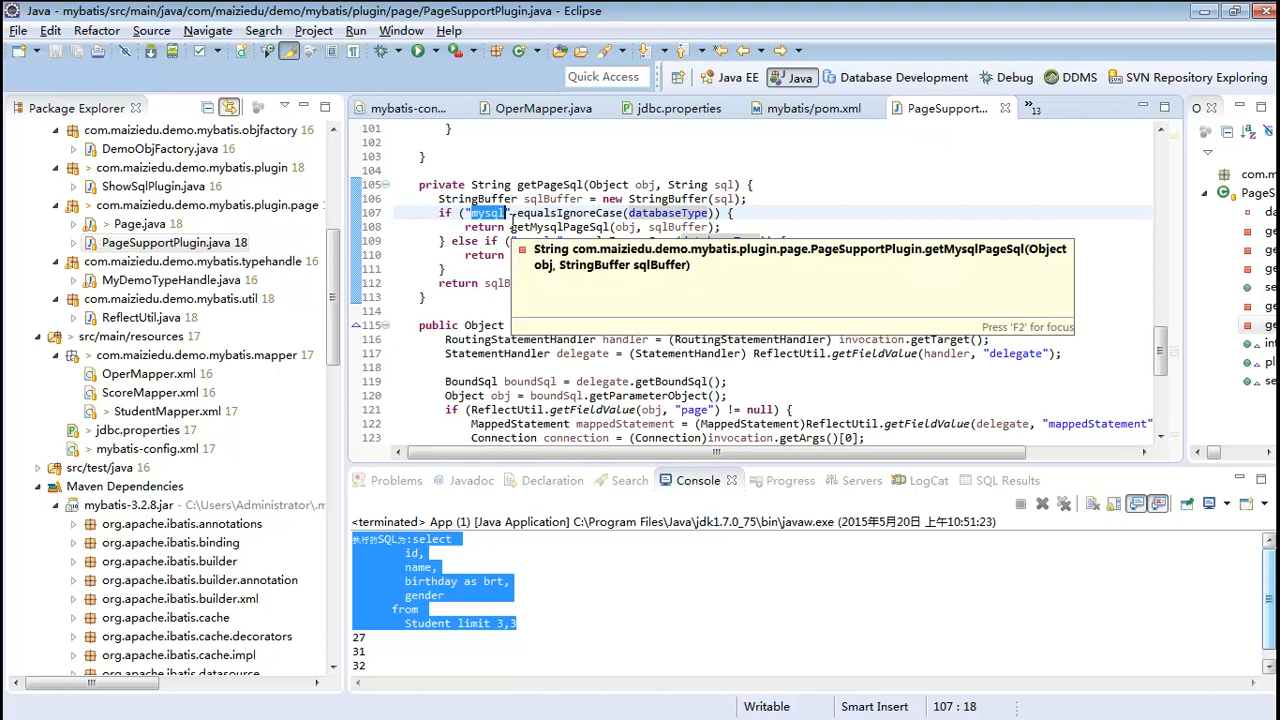 Java - mybatis/src/main/java/com/maiziedu/demo/mybatis/plugin/page/PageSupportPlugin.java - Eclipse
File Edit Refactor Source Navigate Search Project Run Window Help
Quick Access Java EE Java Database Development Debug DDMS SVN Repository Exploring
Package Explorer
com.maiziedu.demo.mybatis.objfactory 16
DemoObjFactory.java 16
> com.maiziedu.demo.mybatis.plugin 18
ShowSqlPlugin.java 18
> com.maiziedu.demo.mybatis.plugin.page
> Page.java 18
PageSupportPlugin.java 18
com.maiziedu.demo.mybatis.typehandle
MyDemoTypeHandle.java 16
> com.maiziedu.demo.mybatis.util 16
ReflectUtil.java 16
> src/main/resources 17
> com.maiziedu.demo.mybatis.mapper
OperMapper.xml 16
ScoreMapper.xml 16
> StudentMapper.xml 17
> jdbc.properties 17
mybatis-config.xml 17
src/test/java 16
Maven Dependencies
mybatis-3.2.8.jar - C:\Users\Administrator\.m
org.apache.ibatis.annotations
org.apache.ibatis.binding
org.apache.ibatis.builder
org.apache.ibatis.builder.annotation
org.apache.ibatis.builder.xml
org.apache.ibatis.cache
org.apache.ibatis.cache.decorators
org.apache.ibatis.cache.impl
org.apache.ibatis.datasource
mybatis-con... OperMapper.java jdbc.properties mybatis/pom.xml PageSupport... »13
101 }
102
103 }
104
105 private String getPageSql(Object obj, String sql) {
106 StringBuffer sqlBuffer = new StringBuffer(sql);
107 if ("mysql".equalsIgnoreCase(databaseType)) {
108 return getMysqlPageSql(obj, sqlBuffer);
109 } else if (
110 return
111 }
112 return sqlB
113 }
114
115 public Object
116 RoutingStatementHandler handler = (RoutingStatementHandler) invocation.getTarget();
117 StatementHandler delegate = (StatementHandler) ReflectUtil.getFieldValue(handler, "delegate");
118
119 BoundSql boundSql = delegate.getBoundSql();
120 Object obj = boundSql.getParameterObject();
121 if (ReflectUtil.getFieldValue(obj, "page") != null) {
122 MappedStatement mappedStatement = (MappedStatement)ReflectUtil.getFieldValue(delegate, "mappedStatement"
123 Connection connection = (Connection)invocation.getArgs()[0];
String com.maiziedu.demo.mybatis.plugin.page.PageSupportPlugin.getMysqlPageSql(Object
obj, StringBuffer sqlBuffer)
Press 'F2' for focus
O
PageSu
da
di
ge
ge
se
ge
ge
in
pl
se
Problems @ Javadoc Declaration Search Console Progress Servers LogCat SQL Results
<terminated> App (1) [Java Application] C:\Program Files\Java\jdk1.7.0_75\bin\javaw.exe (2015年5月20日 上午10:51:23)
执行的SQL为:select
id,
name,
birthday as brt,
gender
from
Student limit 3,3
27
31
32
Writable Smart Insert 107 : 18